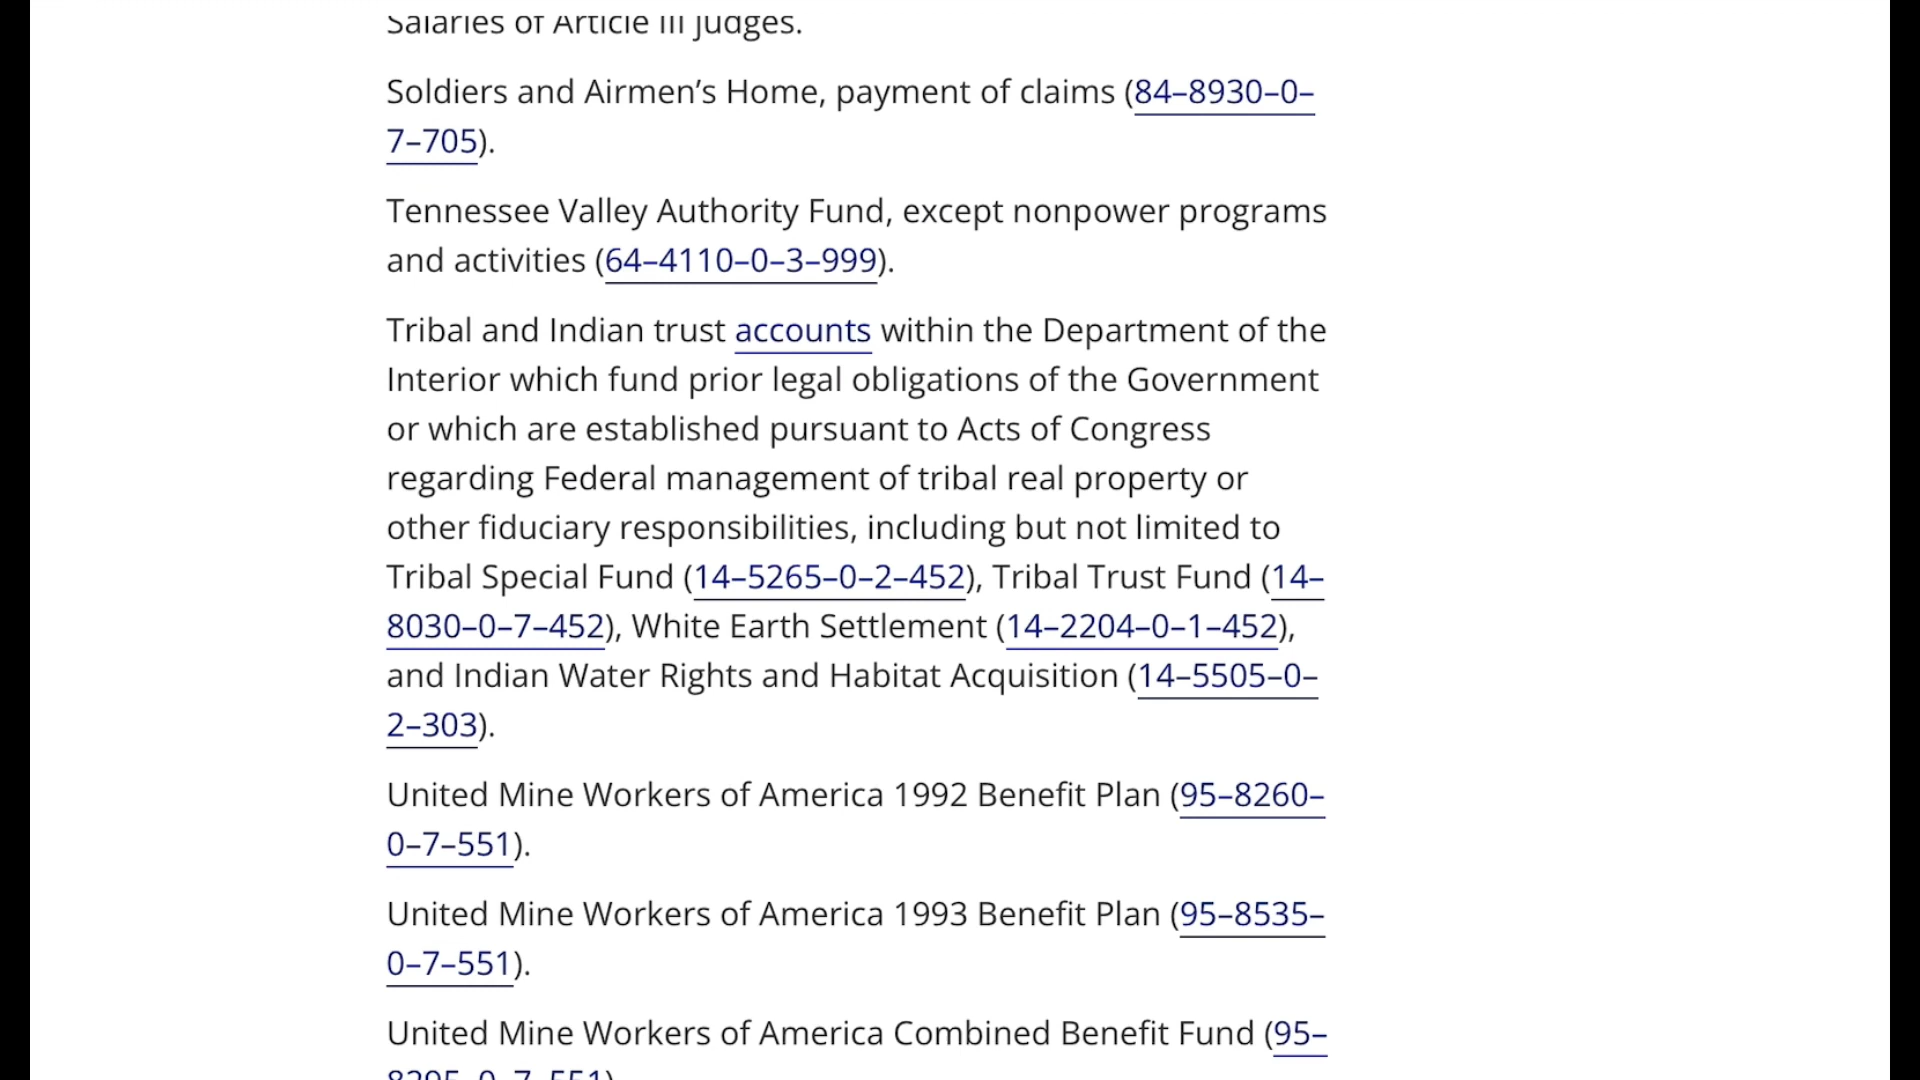 Salaries of Article III judges.
Soldiers and Airmen’s Home, payment of claims (84–8930–0–
7–705).
Tennessee Valley Authority Fund, except nonpower programs
and activities (64–4110–0–3–999).
Tribal and Indian trust accounts within the Department of the
Interior which fund prior legal obligations of the Government
or which are established pursuant to Acts of Congress
regarding Federal management of tribal real property or
other fiduciary responsibilities, including but not limited to
Tribal Special Fund (14–5265–0–2–452), Tribal Trust Fund (14–
8030–0–7–452), White Earth Settlement (14–2204–0–1–452),
and Indian Water Rights and Habitat Acquisition (14–5505–0–
2–303).
United Mine Workers of America 1992 Benefit Plan (95–8260–
0–7–551).
United Mine Workers of America 1993 Benefit Plan (95–8535–
0–7–551).
United Mine Workers of America Combined Benefit Fund (95–
8295–0–7–551).